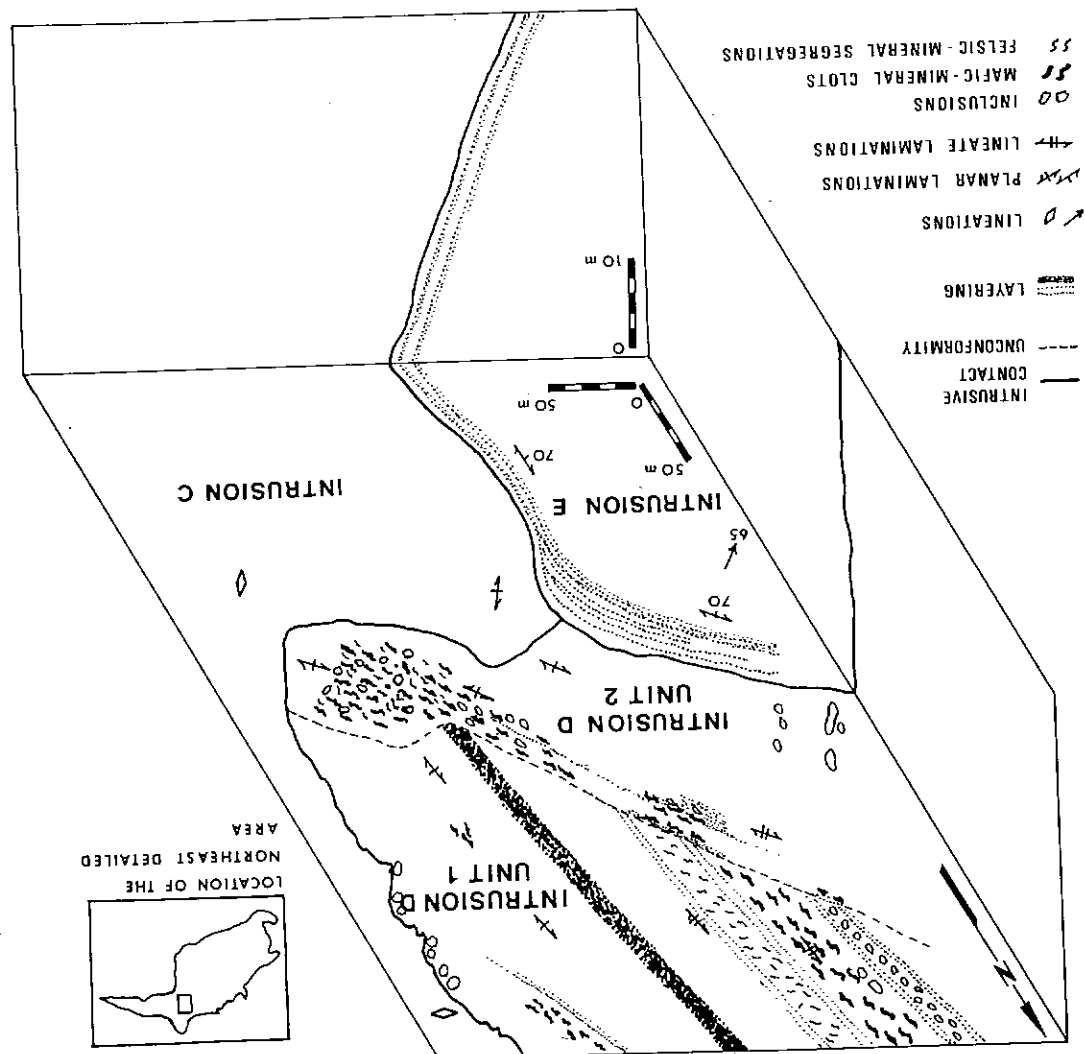 N
LOCATION OF THE
NORTHEAST DETAILED
AREA
INTRUSION D
UNIT 1
INTRUSION D
UNIT 2
70
65
INTRUSION E
INTRUSION C
70
50 m
0
50 m
0
10 m
INTRUSIVE
CONTACT
UNCONFORMITY
LAYERING
LINEATIONS
PLANAR LAMINATIONS
LINEATE LAMINATIONS
INCLUSIONS
MAFIC-MINERAL CLOTS
FELSIC-MINERAL SEGREGATIONS